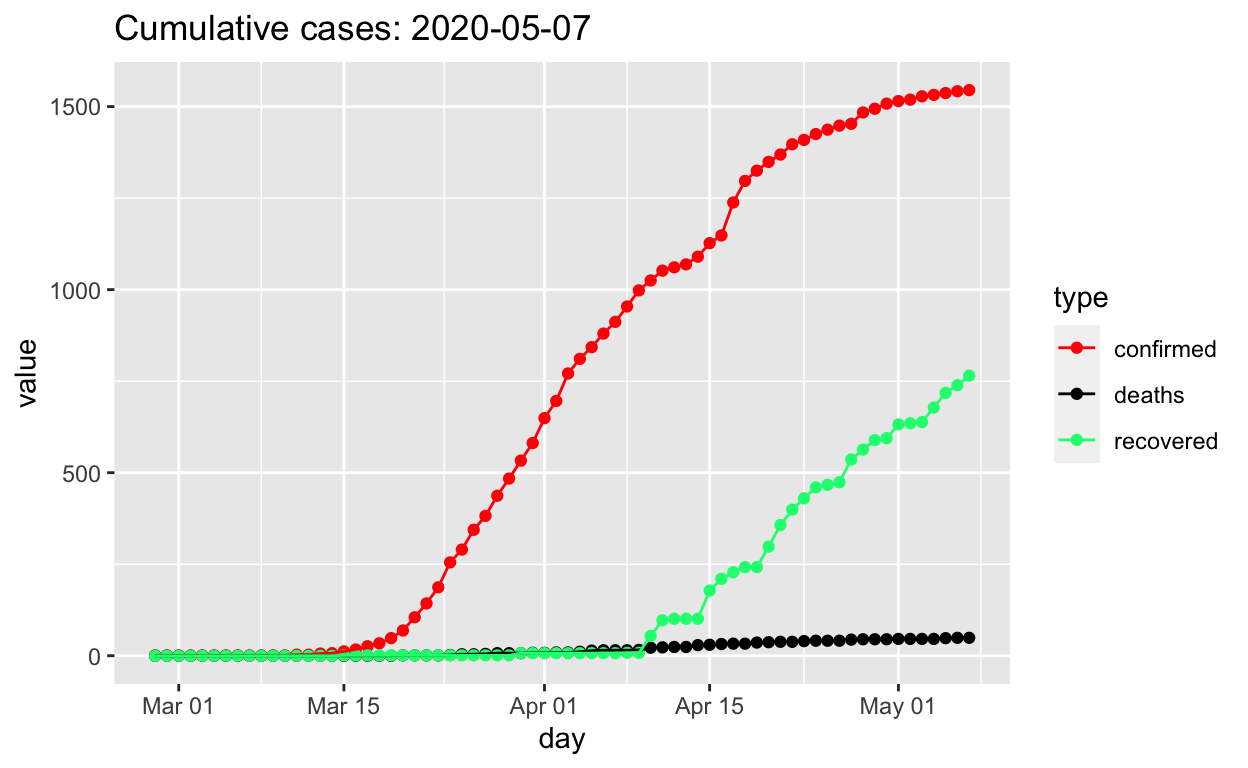 Cumulative cases: 2020-05-07
1500
1000
500
0
value
Mar 01
Mar 15
Apr 01
Apr 15
May 01
day
type
confirmed
deaths
recovered